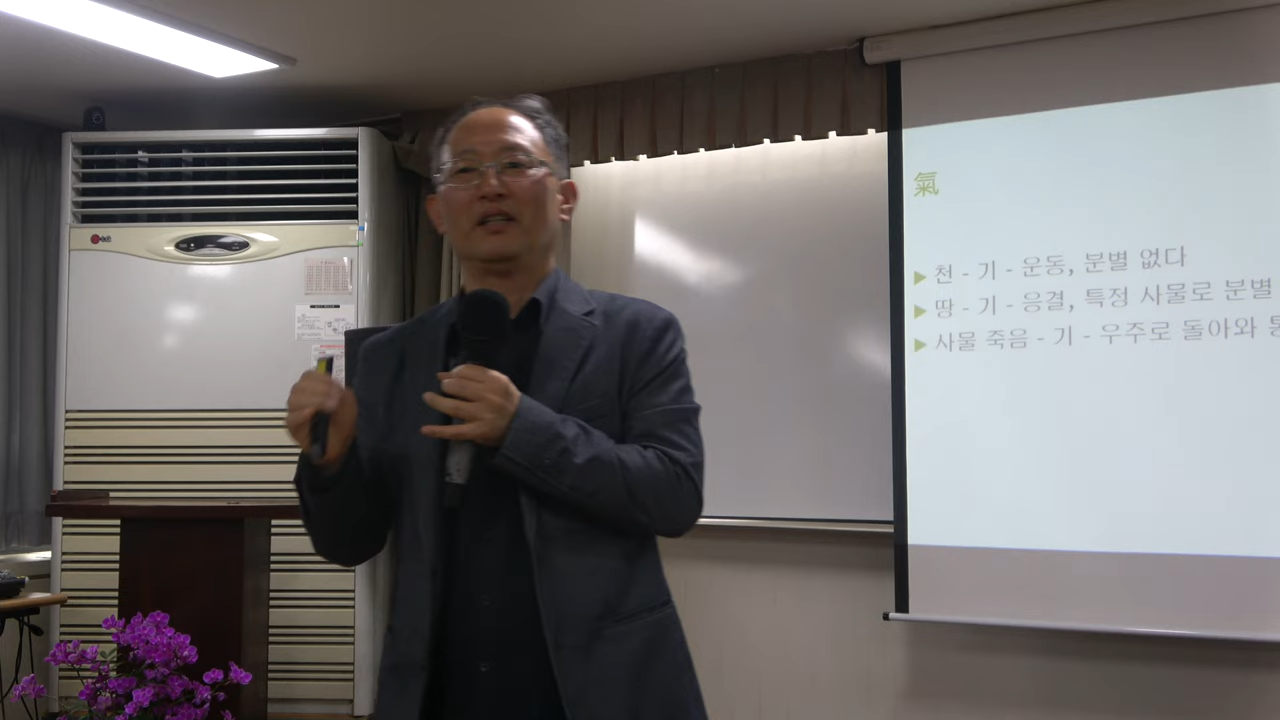 氣
▶ 천 - 기 - 운동, 분별 없다
▶ 땅 - 기 - 응결, 특정 사물로 분별
▶ 사물 죽음 - 기 - 우주로 돌아와